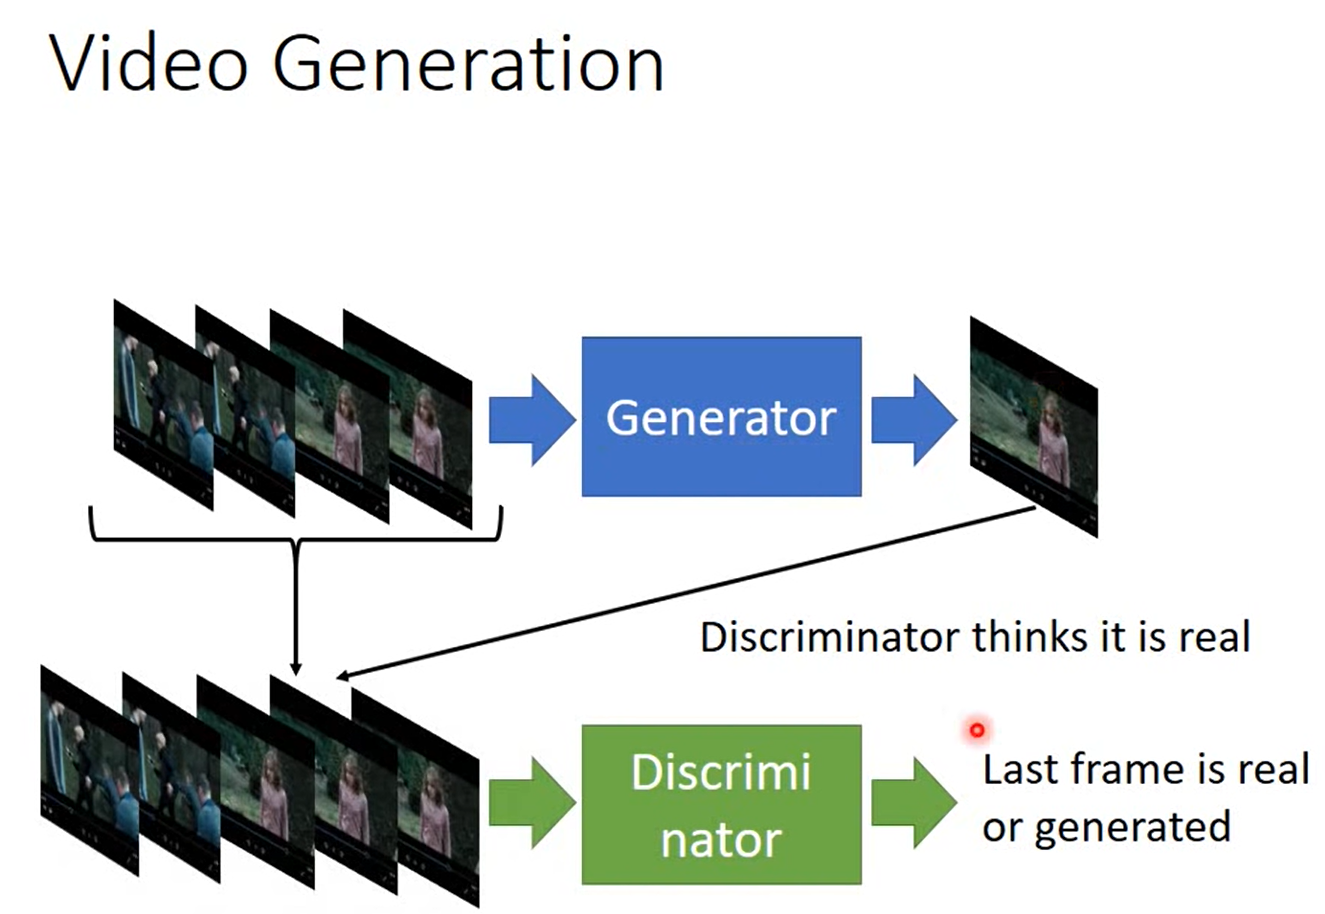 Video Generation
Generator
Discriminator thinks it is real
Discrimi
nator
Last frame is real
or generated